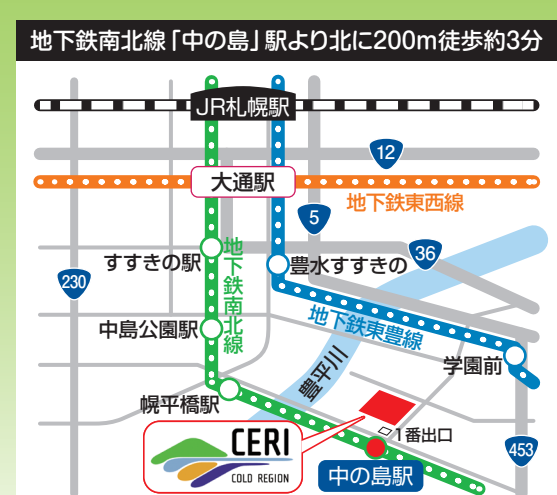 地下鉄南北線「中の島」駅より北に200m徒歩約3分
JR札幌駅
12
大通駅
地下鉄東西線
5
すすきの駅
地下鉄南北線
豊水すすきの
36
230
中島公園駅
地下鉄東豊線
豊平川
学園前
幌平橋駅
1番出口
CERI
COLD REGION
中の島駅
453